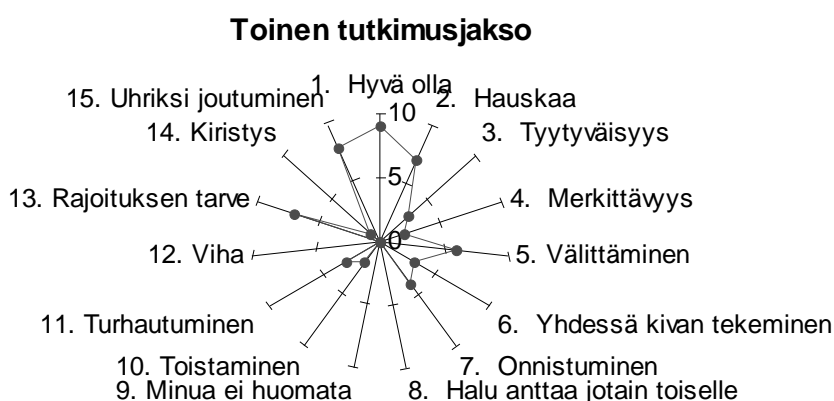 Toinen tutkimusjakso
1. Hyvä olla
2. Hauskaa
3. Tyytyväisyys
4. Merkittävyys
5. Välittäminen
6. Yhdessä kivan tekeminen
7. Onnistuminen
8. Halu anttaa jotain toiselle
9. Minua ei huomata
10. Toistaminen
11. Turhautuminen
12. Viha
13. Rajoituksen tarve
14. Kiristys
15. Uhriksi joutuminen
10
5
0